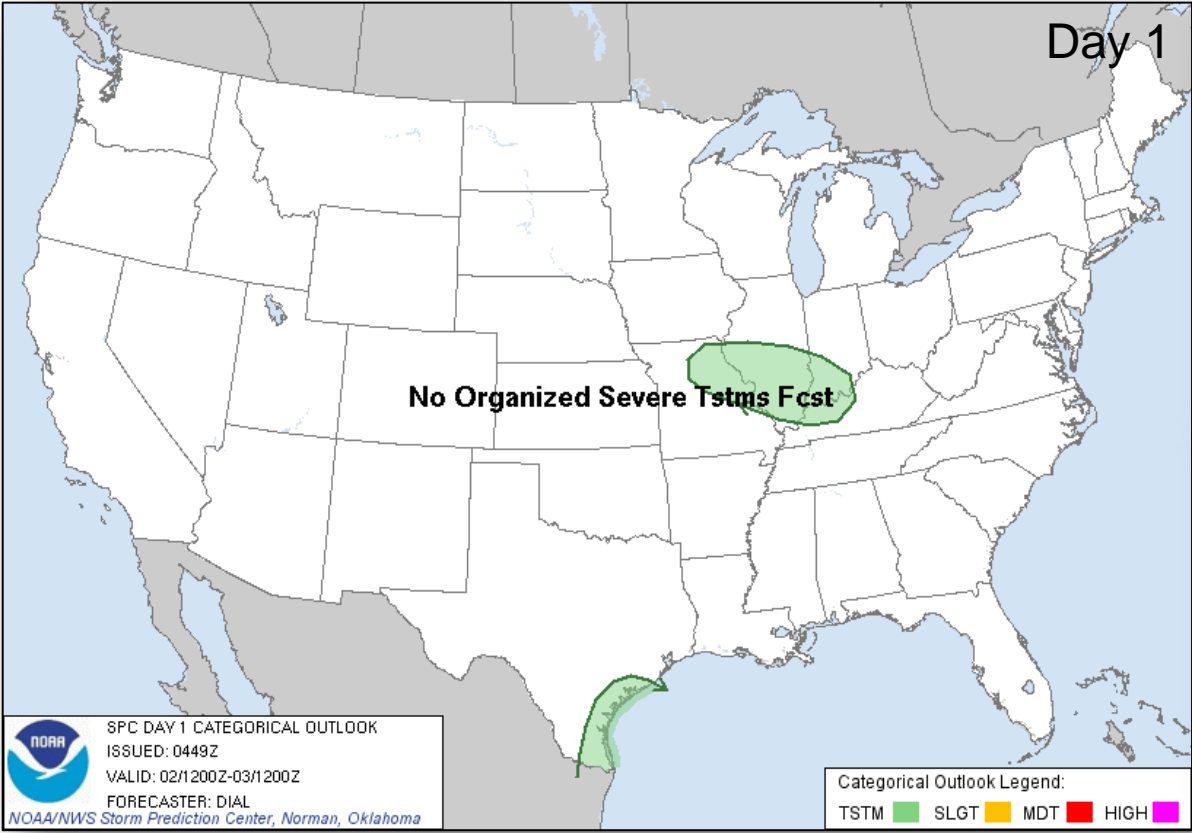 Day 1
No Organized Severe Tstms Fcst
NOAA
SPC DAY 1 CATEGORICAL OUTLOOK
ISSUED: 0449Z
VALID: 02/1200Z-03/1200Z
FORECASTER: DIAL
NOAA/NWS Storm Prediction Center, Norman, Oklahoma
Categorical Outlook Legend:
TSTM SLGT MDT HIGH